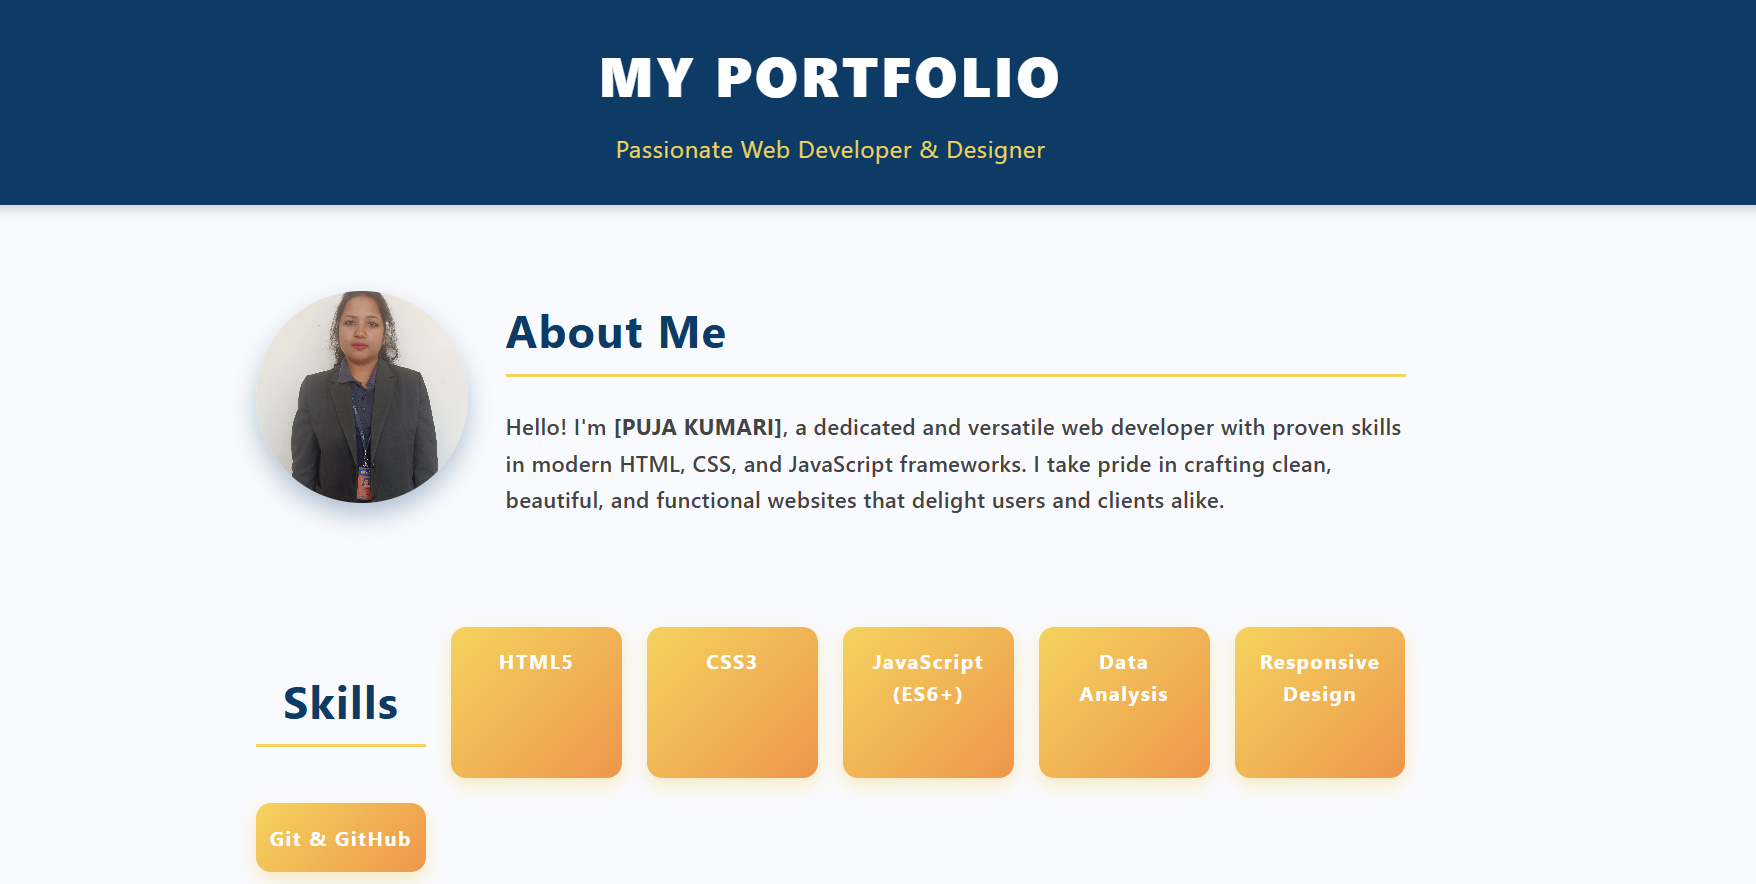 MY PORTFOLIO
Passionate Web Developer & Designer
About Me
Hello! I'm [PUJA KUMARI], a dedicated and versatile web developer with proven skills
in modern HTML, CSS, and JavaScript frameworks. I take pride in crafting clean,
beautiful, and functional websites that delight users and clients alike.
Skills
HTML5
CSS3
JavaScript
(ES6+)
Data
Analysis
Responsive
Design
Git & GitHub